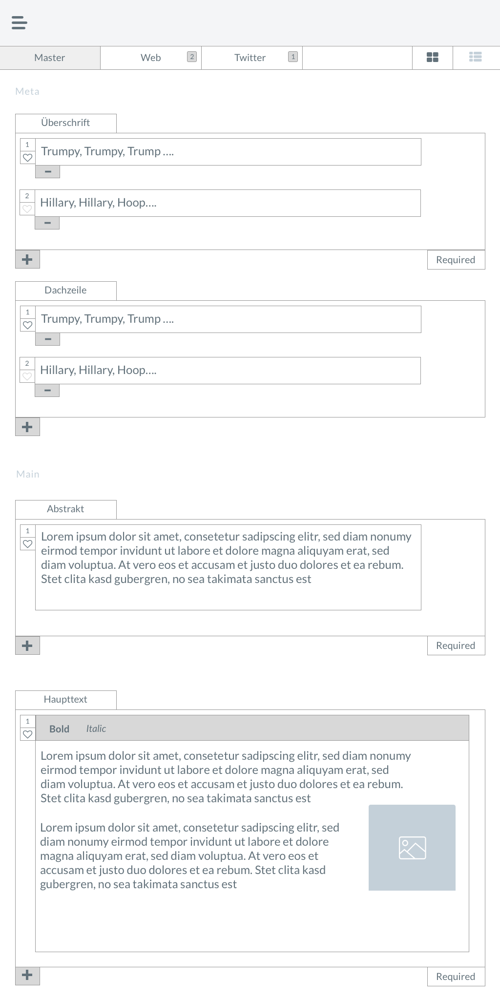 Master
Web
2
Twitter
1
Meta
Überschrift
1
Trumpy, Trumpy, Trump ....
2
Hillary, Hillary, Hoop....
Required
Dachzeile
1
Trumpy, Trumpy, Trump ....
2
Hillary, Hillary, Hoop....
Main
Abstrakt
1
Lorem ipsum dolor sit amet, consetetur sadipscing elitr, sed diam nonumy
eirmod tempor invidunt ut labore et dolore magna aliquyam erat, sed
diam voluptua. At vero eos et accusam et justo duo dolores et ea rebum.
Stet clita kasd gubergren, no sea takimata sanctus est
Required
Haupttext
1
Bold Italic
Lorem ipsum dolor sit amet, consetetur sadipscing elitr, sed diam nonumy
eirmod tempor invidunt ut labore et dolore magna aliquyam erat, sed
diam voluptua. At vero eos et accusam et justo duo dolores et ea rebum.
Stet clita kasd gubergren, no sea takimata sanctus est
Lorem ipsum dolor sit amet, consetetur sadipscing elitr, sed
diam nonumy eirmod tempor invidunt ut labore et dolore
magna aliquyam erat, sed diam voluptua. At vero eos et
accusam et justo duo dolores et ea rebum. Stet clita kasd
gubergren, no sea takimata sanctus est
Required